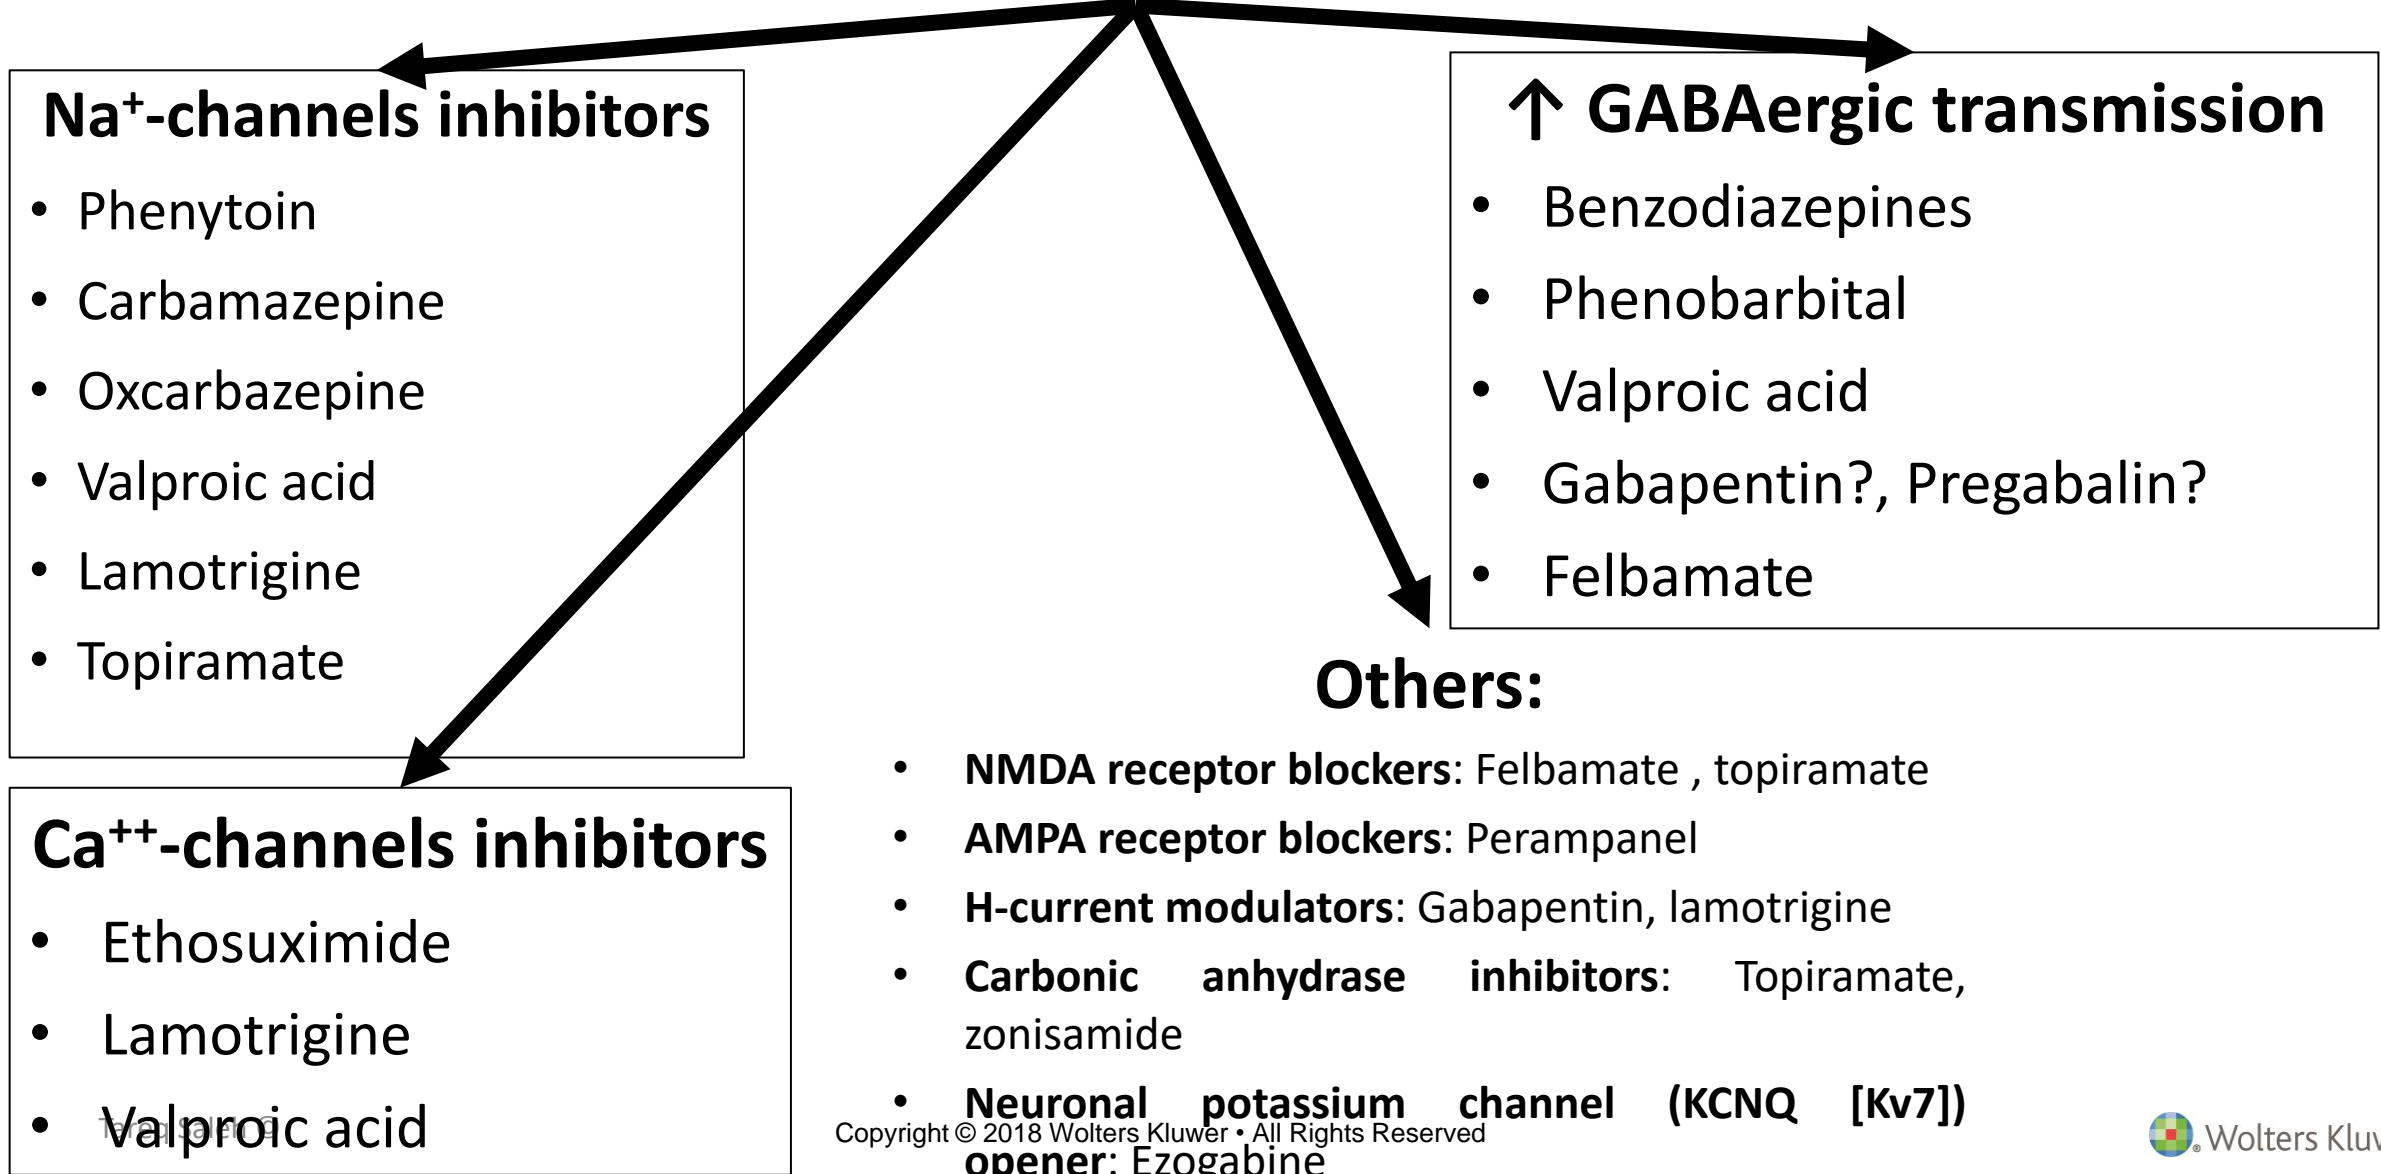 Na⁺-channels inhibitors
• Phenytoin
• Carbamazepine
• Oxcarbazepine
• Valproic acid
• Lamotrigine
• Topiramate
Ca⁺⁺-channels inhibitors
• Ethosuximide
• Lamotrigine
• Valproic acid
↑ GABAergic transmission
• Benzodiazepines
• Phenobarbital
• Valproic acid
• Gabapentin?, Pregabalin?
• Felbamate
Others:
• NMDA receptor blockers: Felbamate , topiramate
• AMPA receptor blockers: Perampanel
• H-current modulators: Gabapentin, lamotrigine
• Carbonic anhydrase inhibitors: Topiramate,
zonisamide
• Neuronal potassium channel (KCNQ [Kv7])
opener: Ezogabine
Tareq Saleh ©
Copyright © 2018 Wolters Kluwer • All Rights Reserved
Wolters